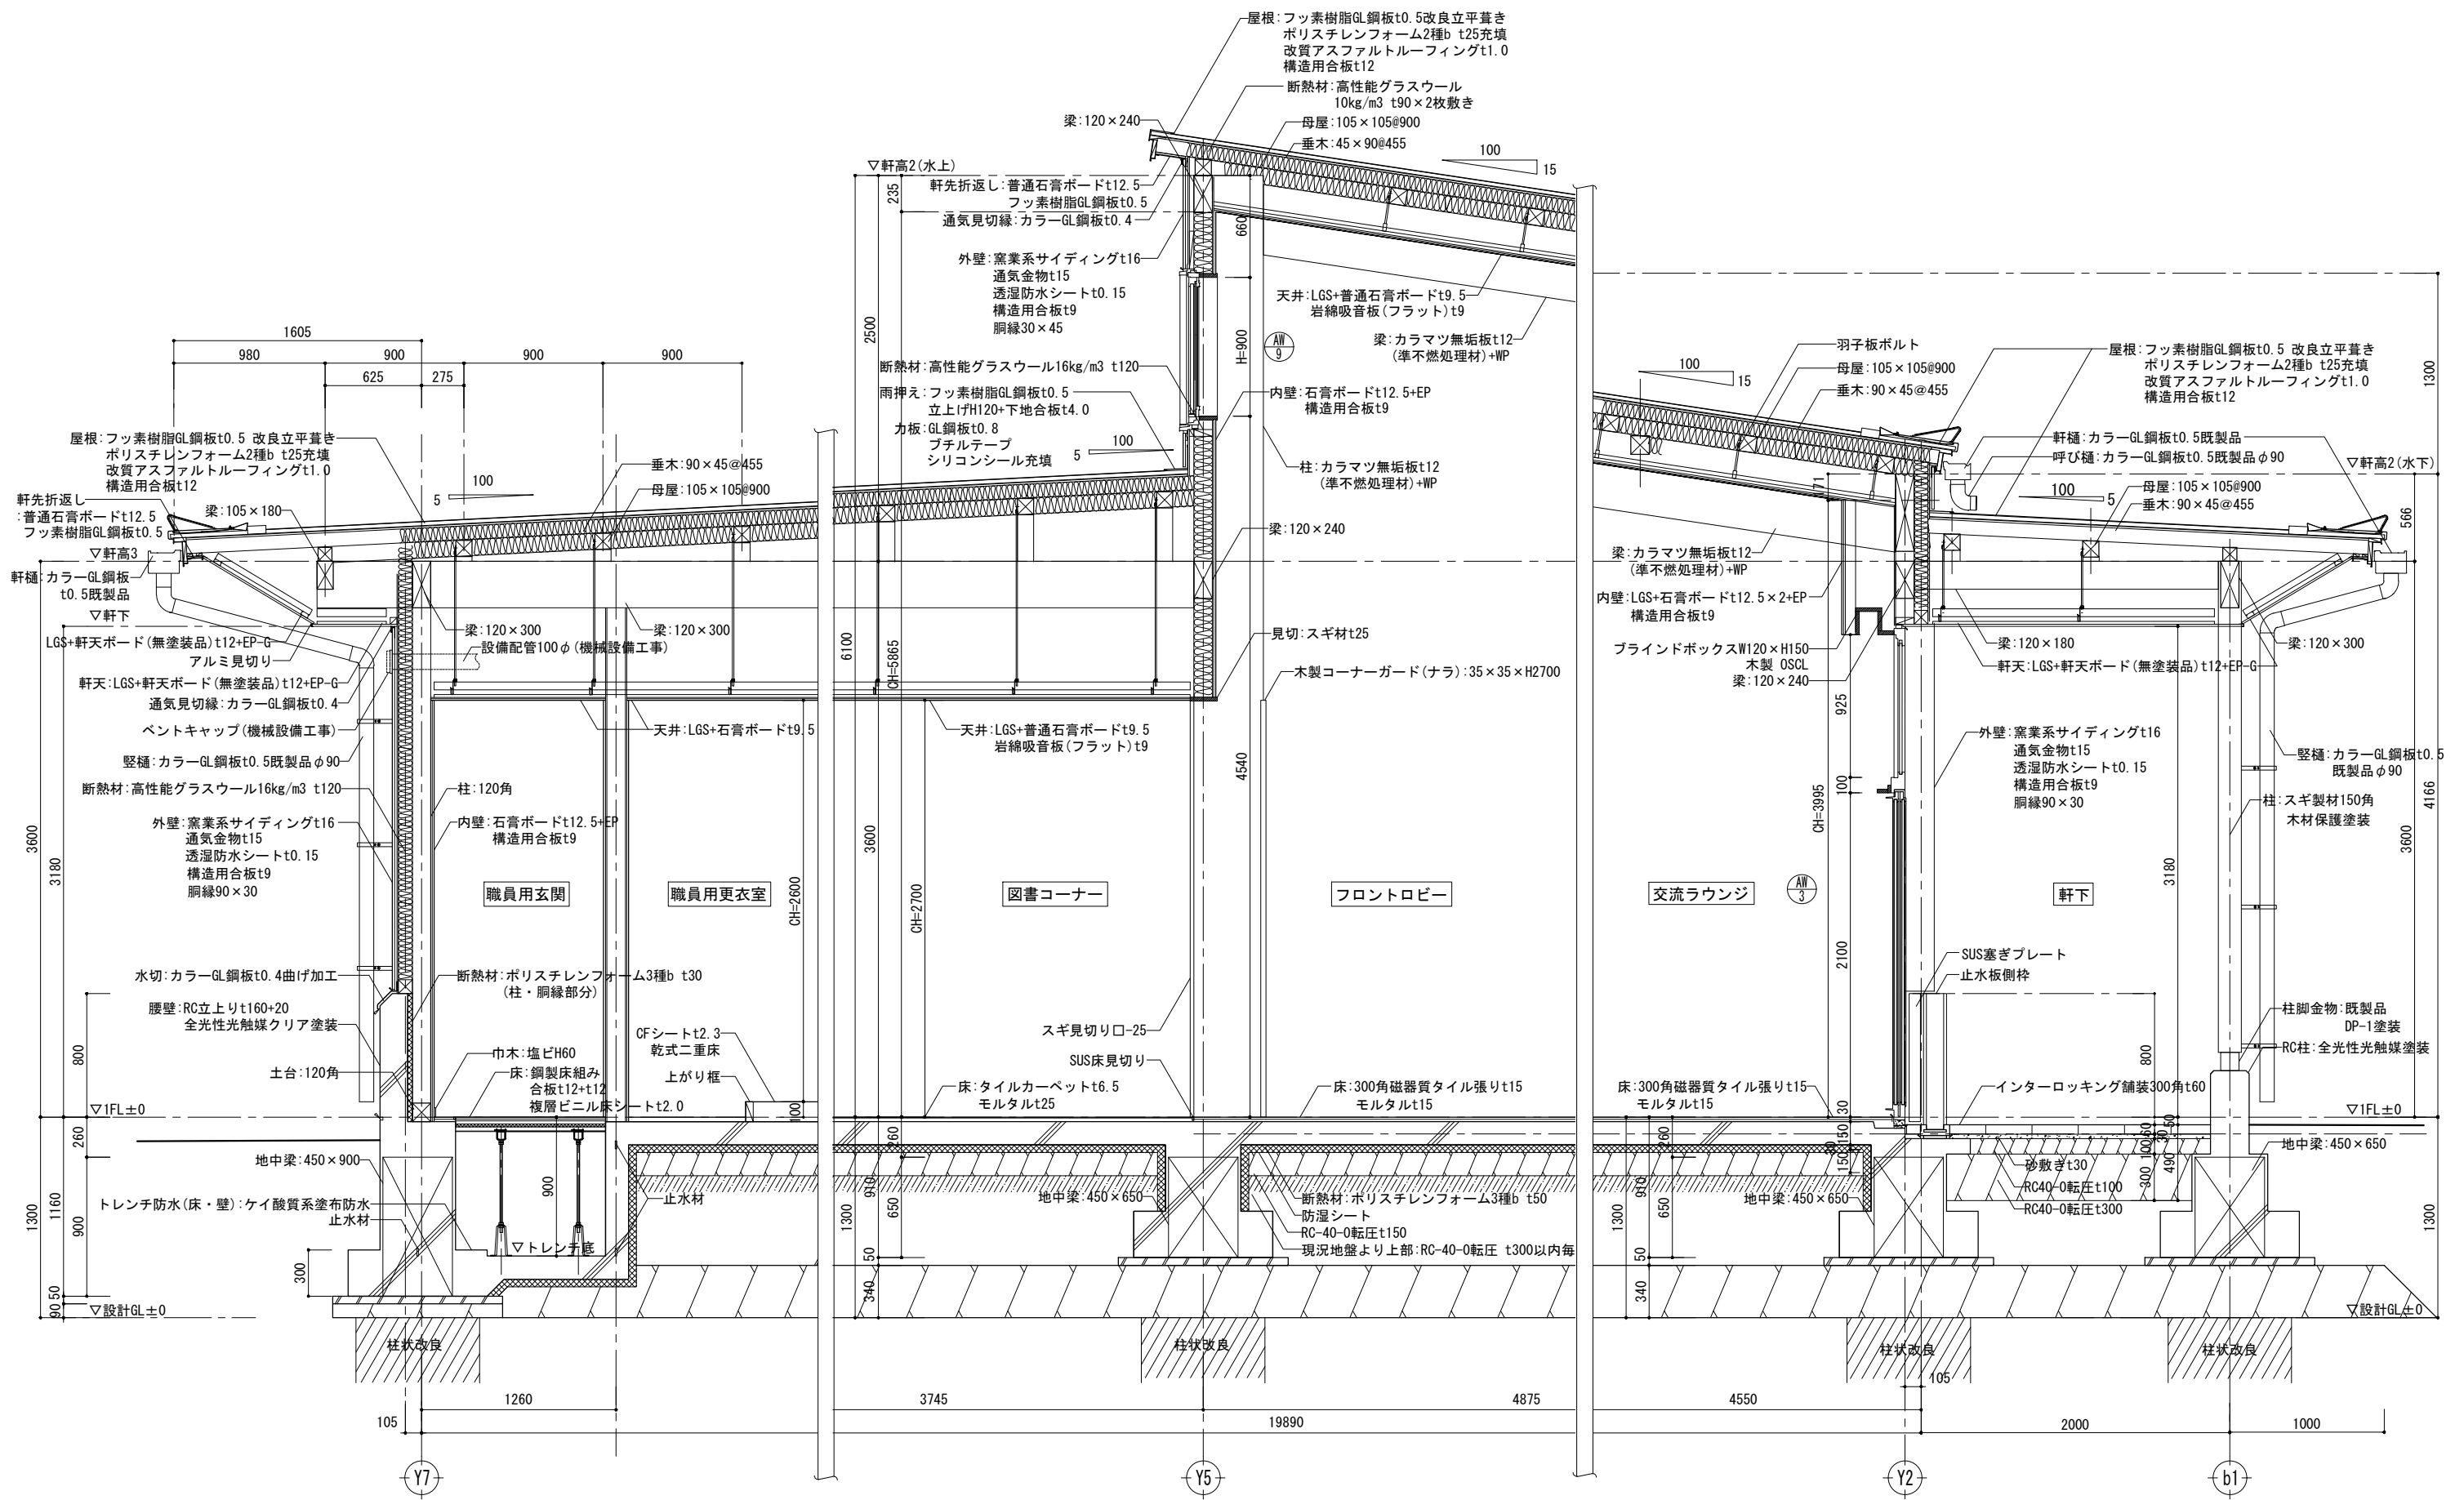 屋根:フッ素樹脂GL鋼板t0.5改良立平葺き
ポリスチレンフォーム2種b t25充填
改質アスファルトルーフィングt1.0
構造用合板t12
断熱材:高性能グラスウール
10kg/m3 t90×2枚敷き
梁:120×240
母屋:105×105@900
垂木:45×90@455
100
15
▽軒高2(水上)
235
軒先折返し:普通石膏ボードt12.5
フッ素樹脂GL鋼板t0.5
通気見切縁:カラーGL鋼板t0.4
660
外壁:窯業系サイディングt16
通気金物t15
透湿防水シートt0.15
構造用合板t9
胴縁30×45
天井:LGS+普通石膏ボードt9.5
岩綿吸音板(フラット)t9
2500
H=900
AW
9
梁:カラマツ無垢板t12
(準不燃処理材)+WP
断熱材:高性能グラスウール16kg/m3 t120
雨押え:フッ素樹脂GL鋼板t0.5
立上げH120+下地合板t4.0
力板:GL鋼板t0.8
ブチルテープ
シリコンシール充填
100
5
内壁:石膏ボードt12.5+EP
構造用合板t9
柱:カラマツ無垢板t12
(準不燃処理材)+WP
梁:120×240
1605
980
900
900
900
625
275
屋根:フッ素樹脂GL鋼板t0.5 改良立平葺き
ポリスチレンフォーム2種b t25充填
改質アスファルトルーフィングt1.0
構造用合板t12
軒先折返し
:普通石膏ボードt12.5
フッ素樹脂GL鋼板t0.5
梁:105×180
100
5
垂木:90×45@455
母屋:105×105@900
▽軒高3
軒樋:カラーGL鋼板
t0.5既製品
▽軒下
LGS+軒天ボード(無塗装品)t12+EP-G
アルミ見切り
軒天:LGS+軒天ボード(無塗装品)t12+EP-G
通気見切縁:カラーGL鋼板t0.4
ベントキャップ(機械設備工事)
竪樋:カラーGL鋼板t0.5既製品φ90
断熱材:高性能グラスウール16kg/m3 t120
外壁:窯業系サイディングt16
通気金物t15
透湿防水シートt0.15
構造用合板t9
胴縁90×30
梁:120×300
梁:120×300
設備配管100φ(機械設備工事)
天井:LGS+石膏ボードt9.5
天井:LGS+普通石膏ボードt9.5
岩綿吸音板(フラット)t9
柱:120角
内壁:石膏ボードt12.5+EP
構造用合板t9
3600
3180
6100
CH=5865
3600
CH=2600
CH=2700
4540
見切:スギ材t25
木製コーナーガード(ナラ):35×35×H2700
職員用玄関
職員用更衣室
図書コーナー
フロントロビー
交流ラウンジ
軒下
AW
3
水切:カラーGL鋼板t0.4曲げ加工
腰壁:RC立上りt160+20
全光性光触媒クリア塗装
土台:120角
断熱材:ポリスチレンフォーム3種b t30
(柱・胴縁部分)
巾木:塩ビH60
床:鋼製床組み
合板t12+t12
複層ビニル床シートt2.0
CFシートt2.3
乾式二重床
上がり框
100
スギ見切り口-25
SUS床見切り
床:タイルカーペットt6.5
モルタルt25
床:300角磁器質タイル張りt15
モルタルt15
床:300角磁器質タイル張りt15
モルタルt15
▽1FL±0
800
260
1160
900
1300
50
90
300
地中梁:450×900
トレンチ防水(床・壁):ケイ酸質系塗布防水
止水材
▽設計GL±0
900
▽トレンチ底
止水材
260
910
650
1300
50
340
地中梁:450×650
断熱材:ポリスチレンフォーム3種b t50
防湿シート
RC-40-0転圧t150
現況地盤より上部:RC-40-0転圧 t300以内毎
100
15
羽子板ボルト
母屋:105×105@900
垂木:90×45@455
屋根:フッ素樹脂GL鋼板t0.5 改良立平葺き
ポリスチレンフォーム2種b t25充填
改質アスファルトルーフィングt1.0
構造用合板t12
1300
軒樋:カラーGL鋼板t0.5既製品
呼び樋:カラーGL鋼板t0.5既製品φ90
▽軒高2(水下)
100
5
母屋:105×105@900
垂木:90×45@455
566
171
梁:カラマツ無垢板t12
(準不燃処理材)+WP
内壁:LGS+石膏ボードt12.5×2+EP
構造用合板t9
ブラインドボックスW120×H150
木製 OSCL
梁:120×240
梁:120×180
軒天:LGS+軒天ボード(無塗装品)t12+EP-G
梁:120×300
925
100
CH=3995
2100
外壁:窯業系サイディングt16
通気金物t15
透湿防水シートt0.15
構造用合板t9
胴縁90×30
竪樋:カラーGL鋼板t0.5
既製品φ90
柱:スギ製材150角
木材保護塗装
3180
3600
4166
SUS塞ぎプレート
止水板側枠
柱脚金物:既製品
DP-1塗装
RC柱:全光性光触媒塗装
800
インターロッキング舗装300角t60
▽1FL±0
30
150
30
150
260
910
650
1300
50
340
地中梁:450×650
50
60
30
100
490
300
砂敷きt30
RC40-0転圧t100
RC40-0転圧t300
地中梁:450×650
1300
▽設計GL±0
柱状改良
柱状改良
柱状改良
柱状改良
105
1260
3745
4875
4550
105
19890
2000
1000
Y7
Y5
Y2
b1